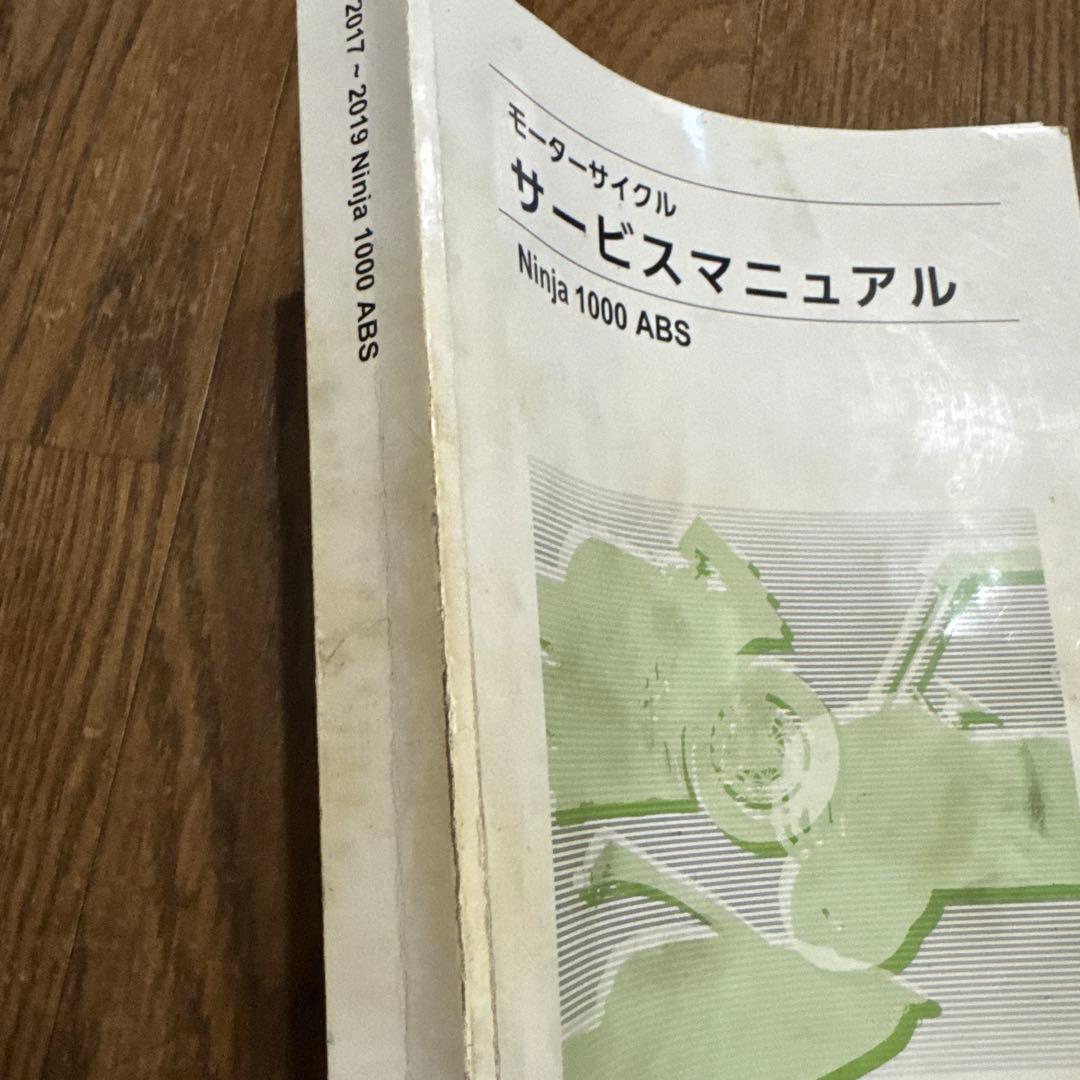 2017 ~ 2019 Ninja 1000 ABS
モーターサイクル
サービスマニュアル
Ninja 1000 ABS